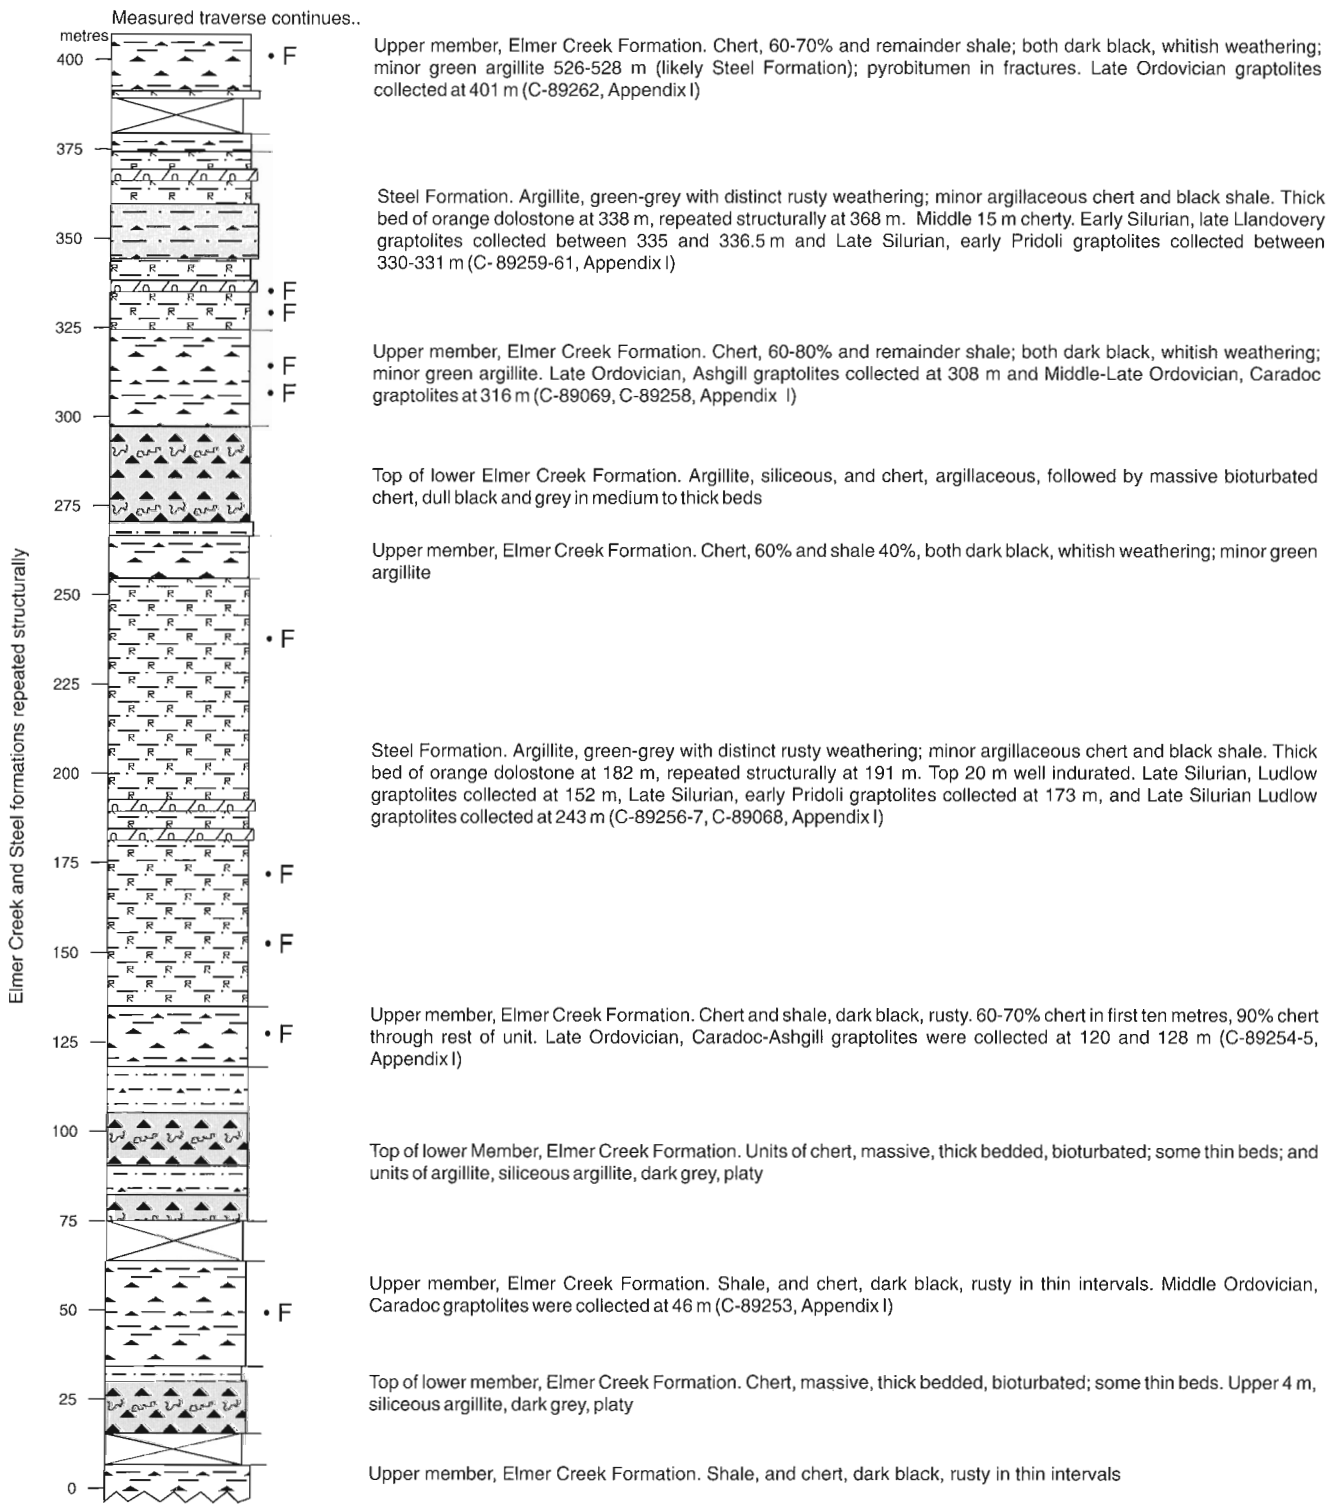 Measured traverse continues..
metres
400
F
Upper member, Elmer Creek Formation. Chert, 60-70% and remainder shale; both dark black, whitish weathering;
minor green argillite 526-528 m (likely Steel Formation); pyrobitumen in fractures. Late Ordovician graptolites
collected at 401 m (C-89262, Appendix I)
375
Steel Formation. Argillite, green-grey with distinct rusty weathering; minor argillaceous chert and black shale. Thick
bed of orange dolostone at 338 m, repeated structurally at 368 m. Middle 15 m cherty. Early Silurian, late Llandovery
graptolites collected between 335 and 336.5 m and Late Silurian, early Pridoli graptolites collected between
330-331 m (C- 89259-61, Appendix I)
350
F
F
325
Upper member, Elmer Creek Formation. Chert, 60-80% and remainder shale; both dark black, whitish weathering;
minor green argillite. Late Ordovician, Ashgill graptolites collected at 308 m and Middle-Late Ordovician, Caradoc
graptolites at 316 m (C-89069, C-89258, Appendix I)
F
F
300
Top of lower Elmer Creek Formation. Argillite, siliceous, and chert, argillaceous, followed by massive bioturbated
chert, dull black and grey in medium to thick beds
275
Upper member, Elmer Creek Formation. Chert, 60% and shale 40%, both dark black, whitish weathering; minor green
argillite
250
F
225
Elmer Creek and Steel formations repeated structurally
Steel Formation. Argillite, green-grey with distinct rusty weathering; minor argillaceous chert and black shale. Thick
bed of orange dolostone at 182 m, repeated structurally at 191 m. Top 20 m well indurated. Late Silurian, Ludlow
graptolites collected at 152 m, Late Silurian, early Pridoli graptolites collected at 173 m, and Late Silurian Ludlow
graptolites collected at 243 m (C-89256-7, C-89068, Appendix I)
200
175
F
F
150
Upper member, Elmer Creek Formation. Chert and shale, dark black, rusty. 60-70% chert in first ten metres, 90% chert
through rest of unit. Late Ordovician, Caradoc-Ashgill graptolites were collected at 120 and 128 m (C-89254-5,
Appendix I)
F
125
100
Top of lower Member, Elmer Creek Formation. Units of chert, massive, thick bedded, bioturbated; some thin beds; and
units of argillite, siliceous argillite, dark grey, platy
75
Upper member, Elmer Creek Formation. Shale, and chert, dark black, rusty in thin intervals. Middle Ordovician,
Caradoc graptolites were collected at 46 m (C-89253, Appendix I)
50
F
Top of lower member, Elmer Creek Formation. Chert, massive, thick bedded, bioturbated; some thin beds. Upper 4 m,
siliceous argillite, dark grey, platy
25
Upper member, Elmer Creek Formation. Shale, and chert, dark black, rusty in thin intervals
0